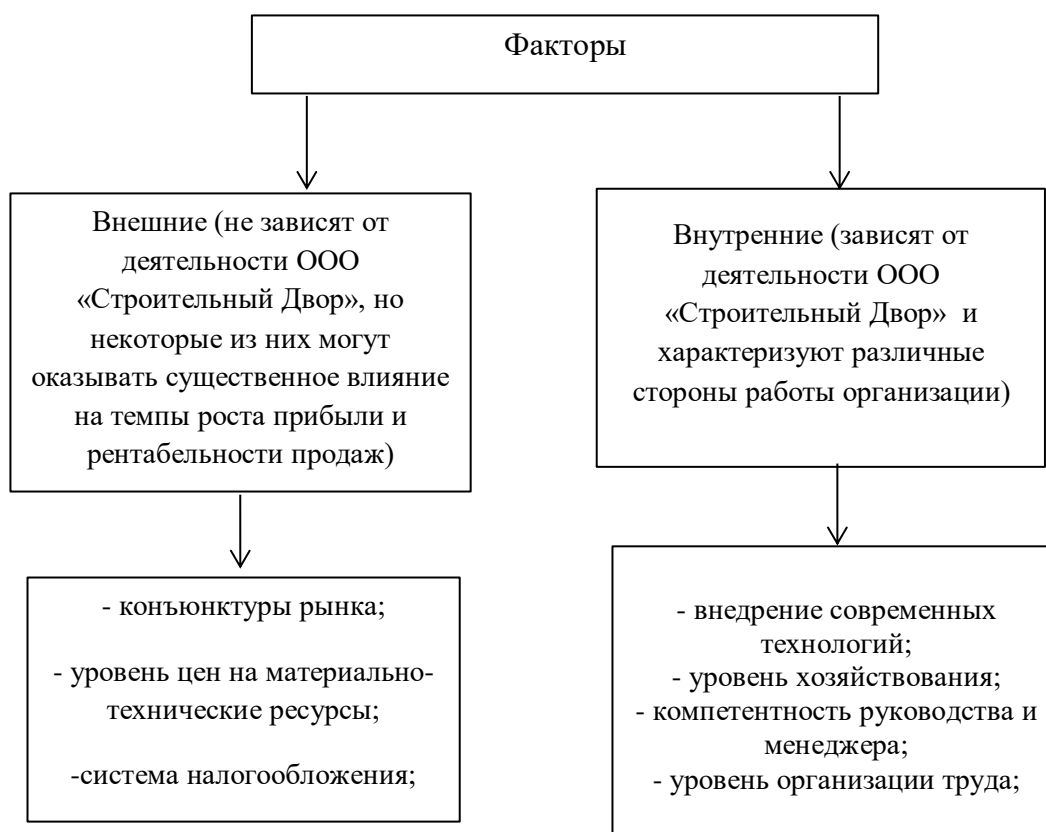 Факторы
Внешние (не зависят от
деятельности ООО
«Строительный Двор», но
некоторые из них могут
оказывать существенное влияние
на темпы роста прибыли и
рентабельности продаж)
Внутренние (зависят от
деятельности ООО
«Строительный Двор»  и
характеризуют различные
стороны работы организации)
- конъюнктуры рынка;
- уровень цен на материально-
технические ресурсы;
-система налогообложения;
- внедрение современных
технологий;
- уровень хозяйствования;
- компетентность руководства и
менеджера;
- уровень организации труда;